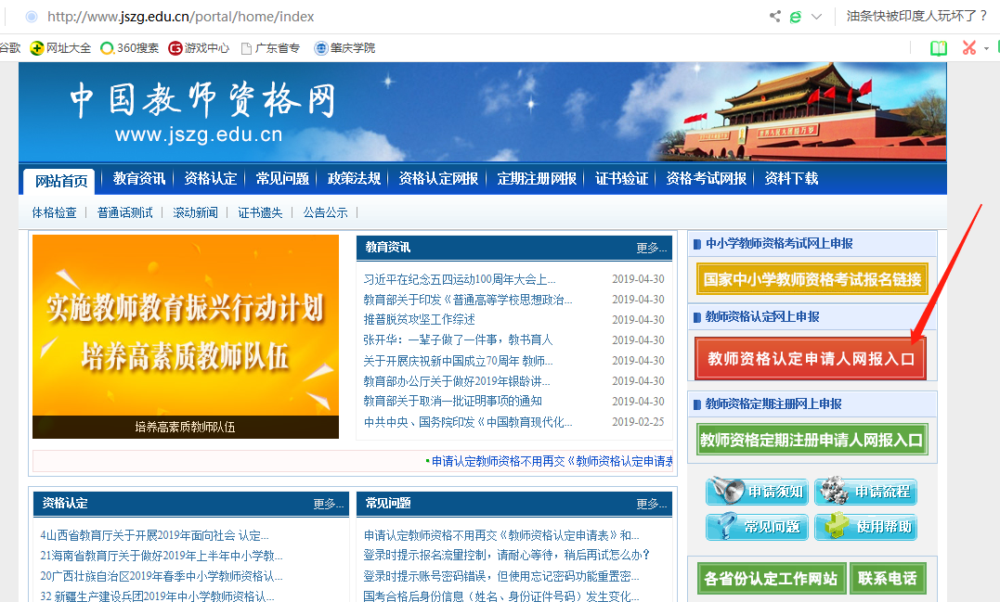 http://www.jszg.edu.cn/portal/home/index
油条快被印度人玩坏了？
谷歌 网址大全 360搜索 游戏中心 广东省专 肇庆学院
中国教师资格网
www.jszg.edu.cn
网站首页 教育资讯 资格认定 常见问题 政策法规 资格认定网报 定期注册网报 证书验证 资格考试网报 资料下载
体格检查 普通话测试 滚动新闻 证书遗失 公告公示
实施教师教育振兴行动计划
培养高素质教师队伍
培养高素质教师队伍
教育资讯 更多...
习近平在纪念五四运动100周年大会上... 2019-04-30
教育部关于印发《普通高等学校思想政治... 2019-04-30
推普脱贫攻坚工作综述 2019-04-30
张开华：一辈子做了一件事，教书育人 2019-04-30
关于开展庆祝新中国成立70周年 教师... 2019-04-30
教育部办公厅关于做好2019年银龄讲... 2019-04-30
教育部关于取消一批证明事项的通知 2019-04-30
中共中央、国务院印发《中国教育现代化... 2019-02-25
申请认定教师资格不用再交《教师资格认定申请表
资格认定 更多...
4山西省教育厅关于开展2019年面向社会 认定...
21海南省教育厅关于做好2019年上半年中小学教...
20广西壮族自治区2019年春季中小学教师资格认...
32 新疆生产建设兵团2019年中小学教师资格认...
常见问题 更多...
申请认定教师资格不用再交《教师资格认定申请表》和...
登录时提示报名流量控制，请耐心等待，稍后再试怎么办？
登录时提示账号密码错误，但使用忘记密码功能重置密...
国考合格后身份信息（姓名、身份证件号码）发生变化...
中小学教师资格考试网上申报
国家中小学教师资格考试报名链接
教师资格认定网上申报
教师资格认定申请人网报入口
教师资格定期注册网上申报
教师资格定期注册申请人网报入口
申请须知 申请流程
常见问题 使用帮助
各省份认定工作网站 联系电话